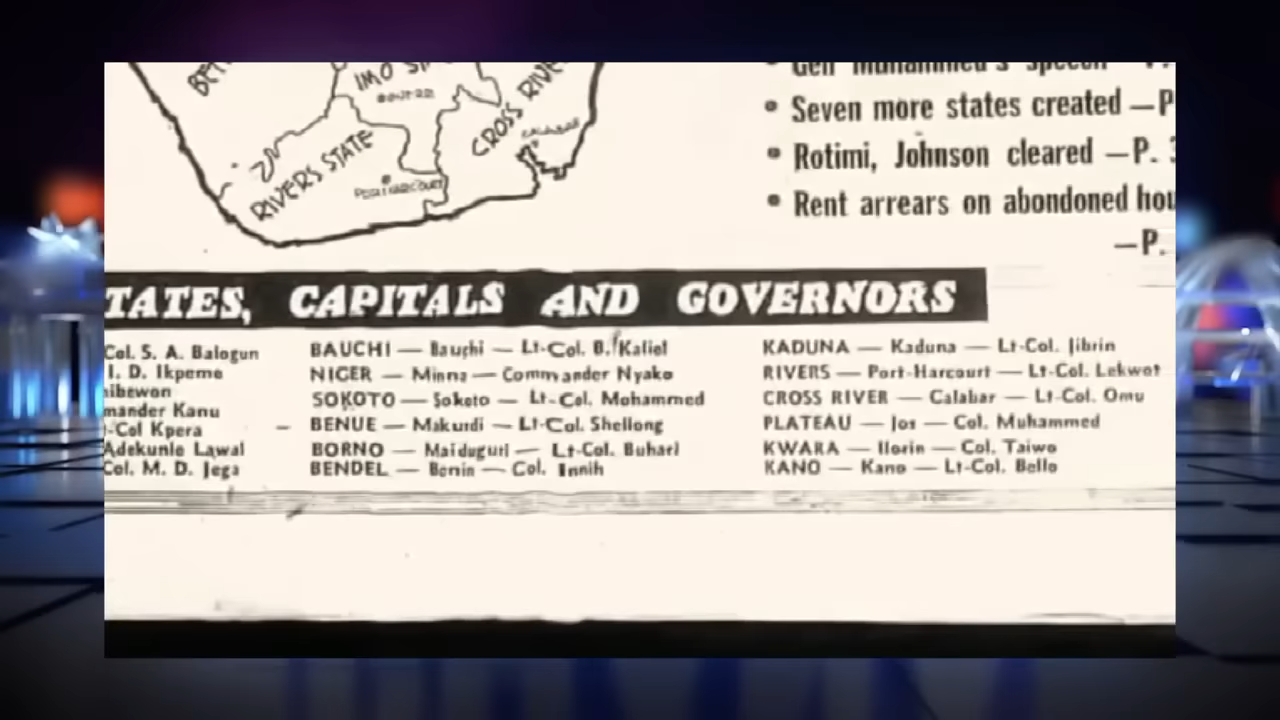 IMO
RIVERS STATE
CROSS
Gen Muhammed's speech
Seven more states created —P
Rotimi, Johnson cleared —P.
Rent arrears on abondoned hou
—P.
TATES, CAPITALS AND GOVERNORS
Col. S. A. Balogun
I. D. Ikpeme
mander Kanu
-Col Kpera
Adekunle Lawal
Col. M. D. Jega
BAUCHI — Bauchi — Lt-Col. B. Kaliel
NIGER — Minna — Commander Nyako
SOKOTO — Sokoto — Lt-Col. Mohammed
BENUE — Makurdi — Lt-Col. Shellong
BORNO — Maiduguri — Lt-Col. Buhari
BENDEL — Benin — Col. Innih
KADUNA — Kaduna — Lt-Col. Jibrin
RIVERS — Port-Harcourt — Lt-Col. Lekwot
CROSS RIVER — Calabar — Lt-Col. Omu
PLATEAU — Jos — Col. Muhammed
KWARA — Ilorin — Col. Taiwo
KANO — Kano — Lt-Col. Bello